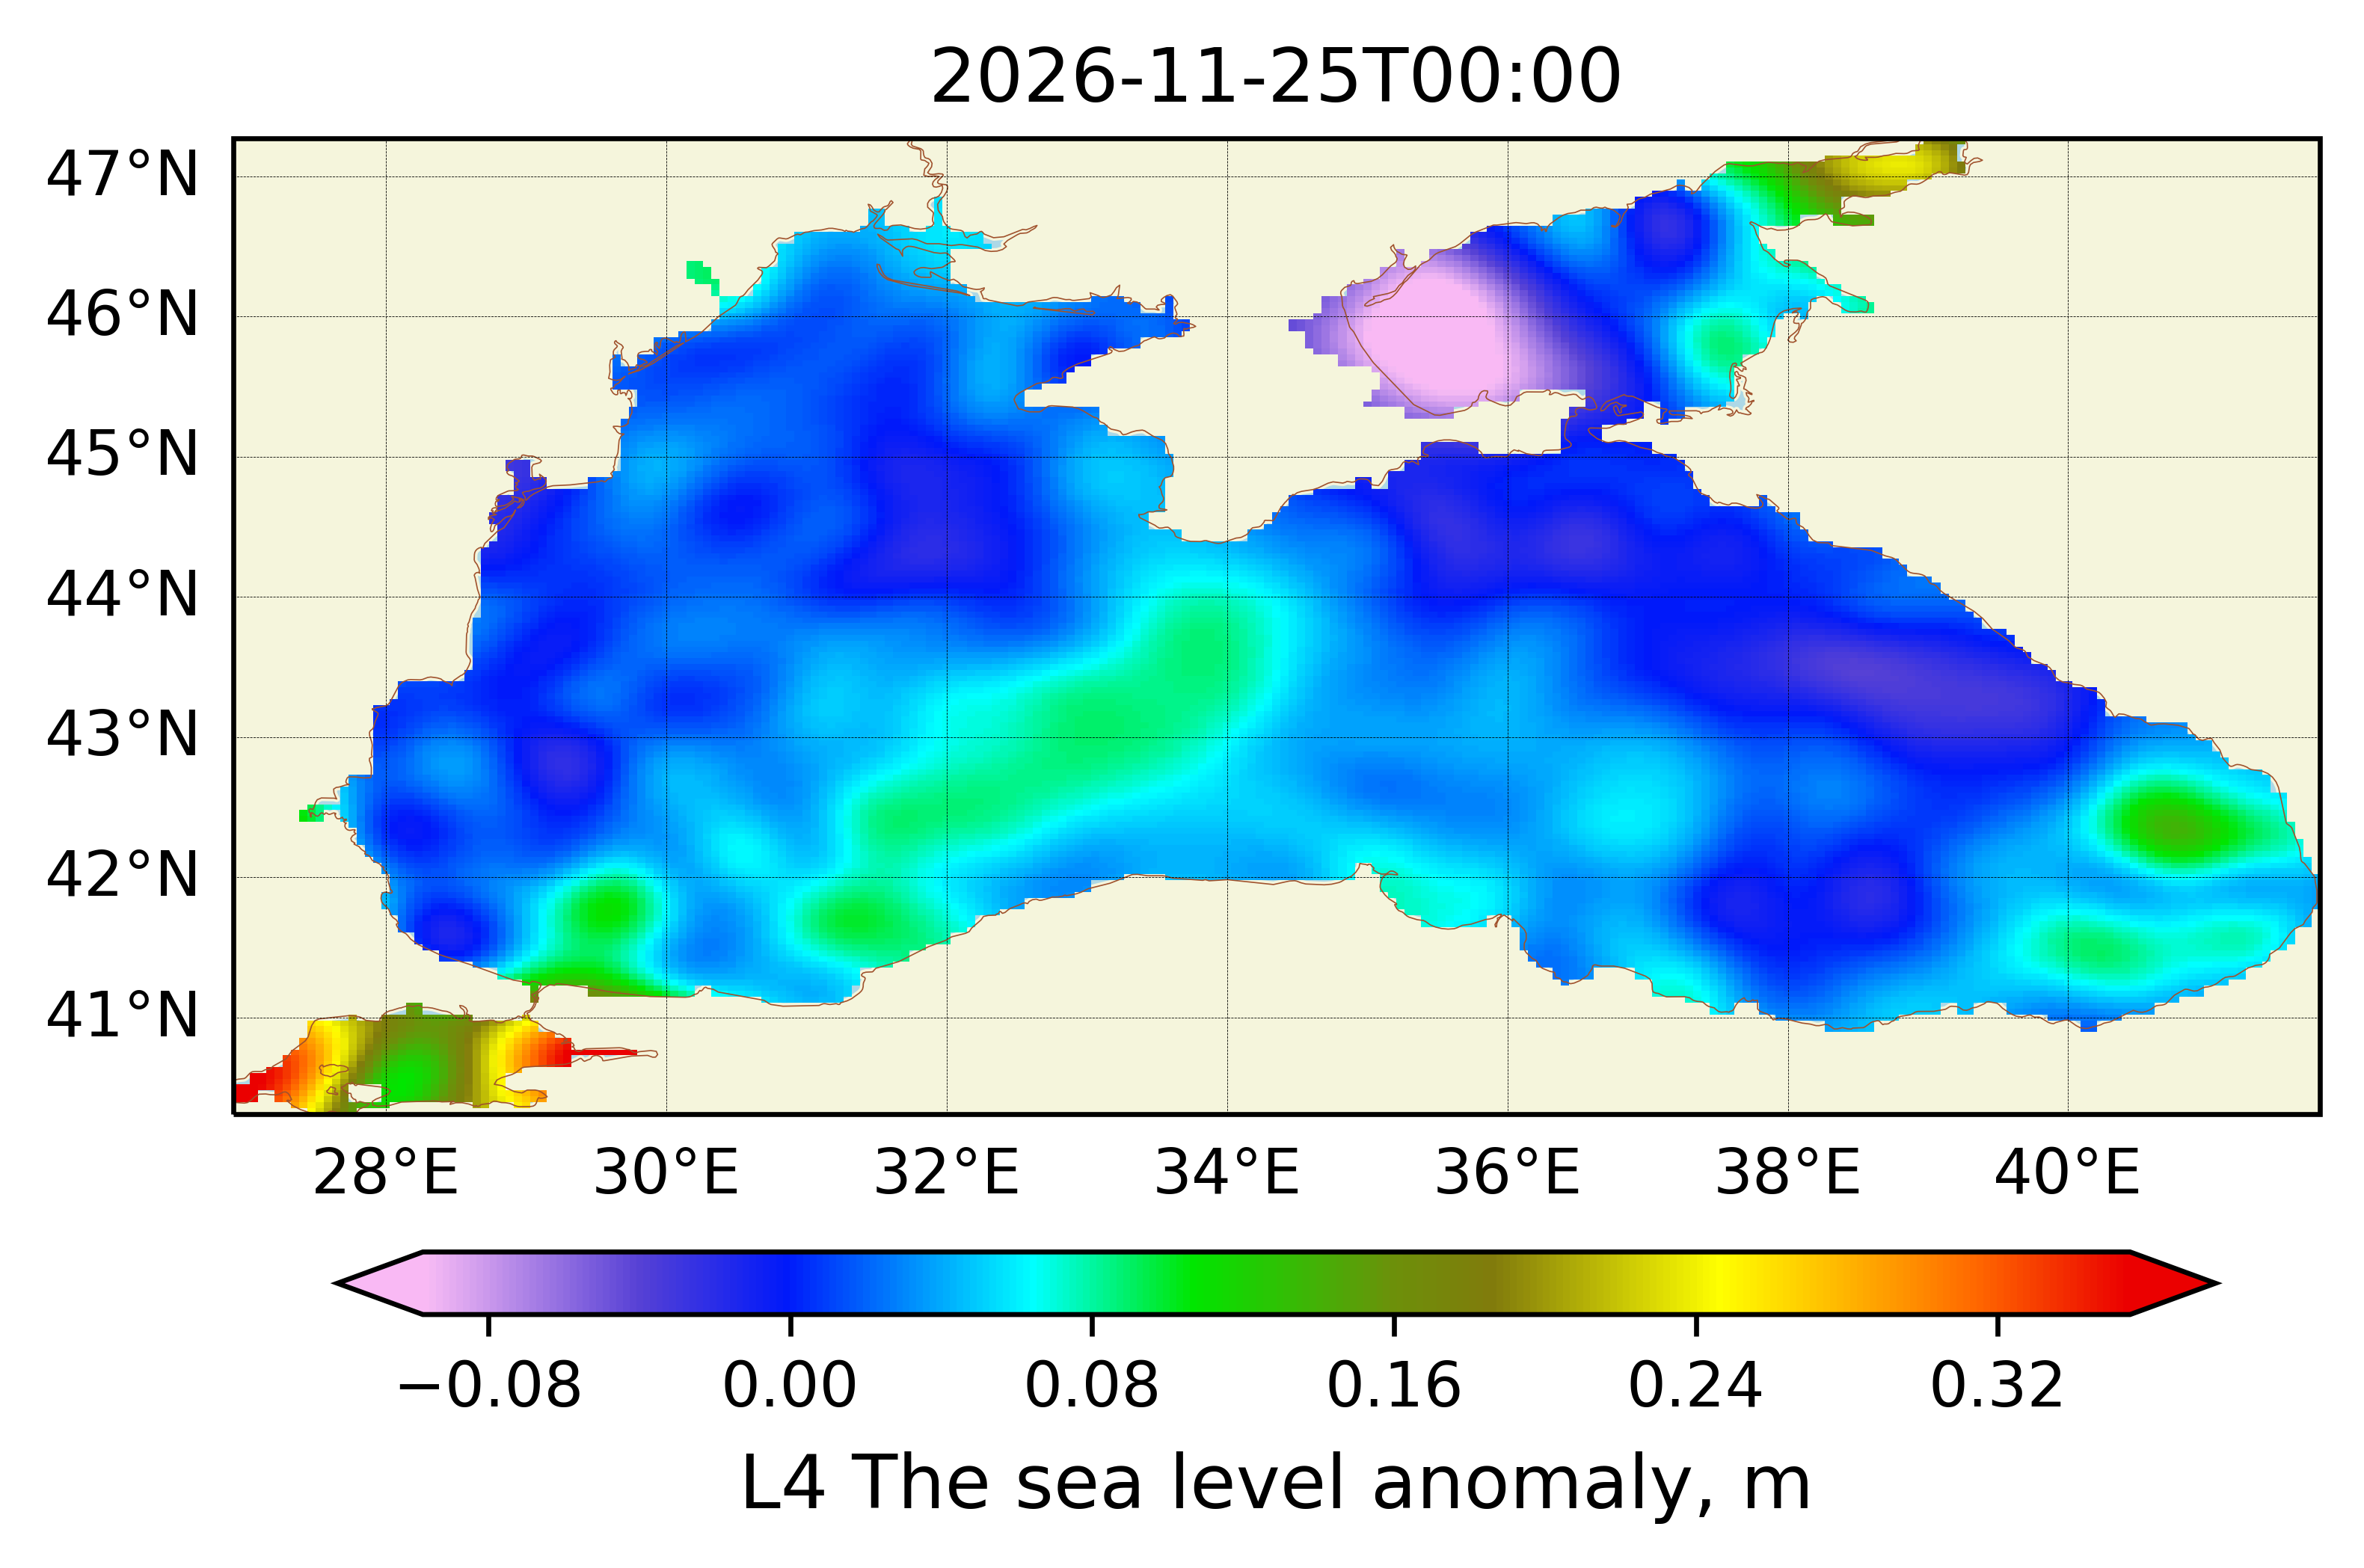 2026-11-25T00:00
47°N
46°N
45°N
44°N
43°N
42°N
41°N
28°E 30°E 32°E 34°E 36°E 38°E 40°E
−0.08 0.00 0.08 0.16 0.24 0.32
L4 The sea level anomaly, m